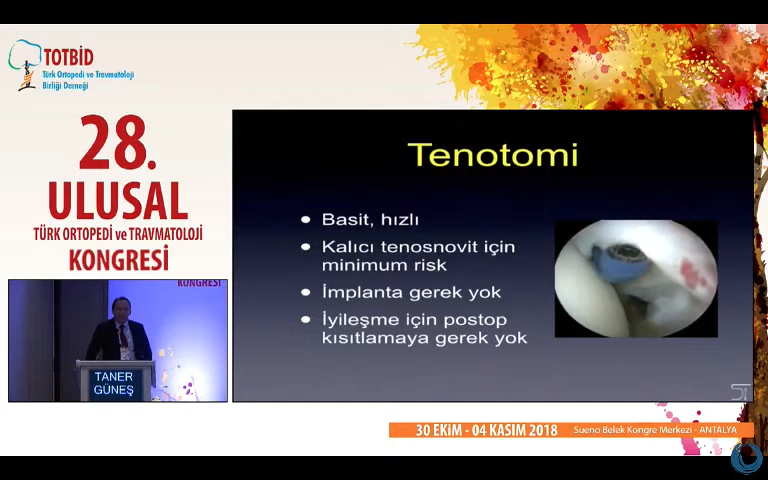 TOTBİD
Türk Ortopedi ve Travmatoloji
Birliği Derneği
28.
ULUSAL
TÜRK ORTOPEDİ ve TRAVMATOLOJİ
KONGRESİ
KONGRESİ
TANER
GÜNEŞ
Tenotomi
• Basit, hızlı
• Kalıcı tenosnovit için
minimum risk
• İmplanta gerek yok
• İyileşme için postop
kısıtlamaya gerek yok
30 EKİM - 04 KASIM 2018 Sueno Belek Kongre Merkezi - ANTALYA